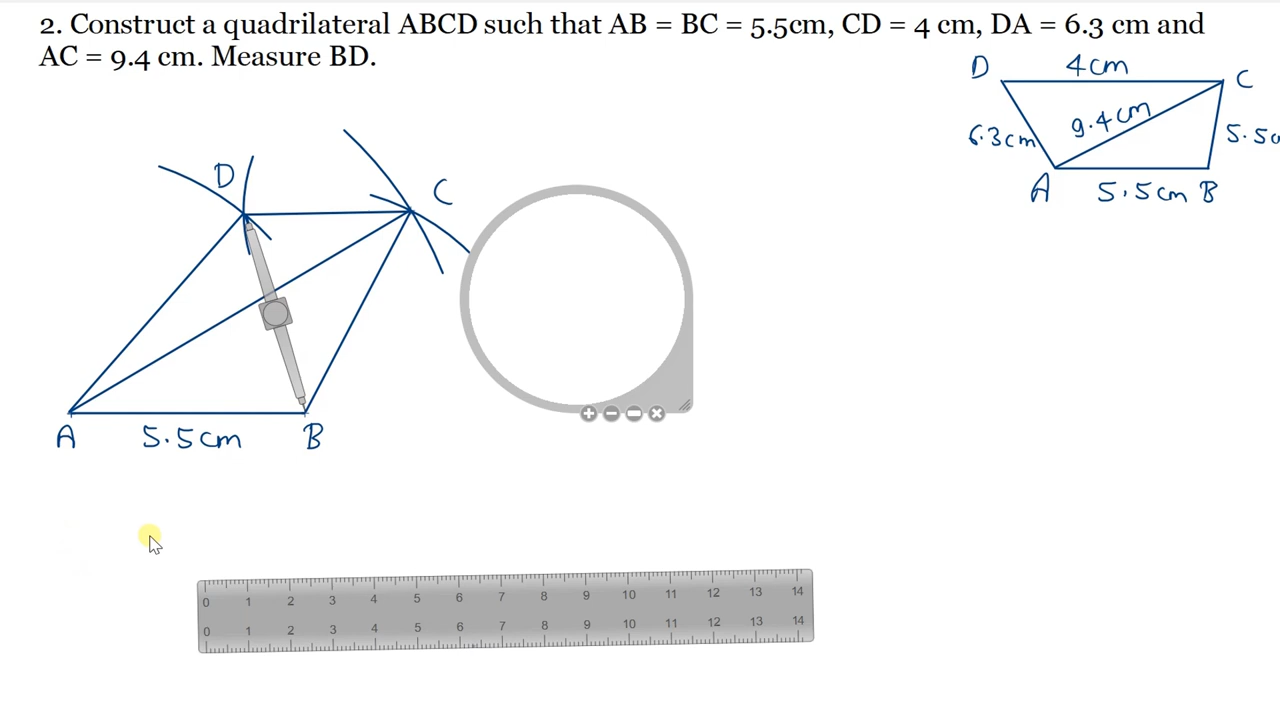 2. Construct a quadrilateral ABCD such that AB = BC = 5.5cm, CD = 4 cm, DA = 6.3 cm and
AC = 9.4 cm. Measure BD.
D 4cm C
9.4cm
6.3cm 5.5c
A 5.5cm B
D C
A 5.5cm B
0 1 2 3 4 5 6 7 8 9 10 11 12 13 14
0 1 2 3 4 5 6 7 8 9 10 11 12 13 14